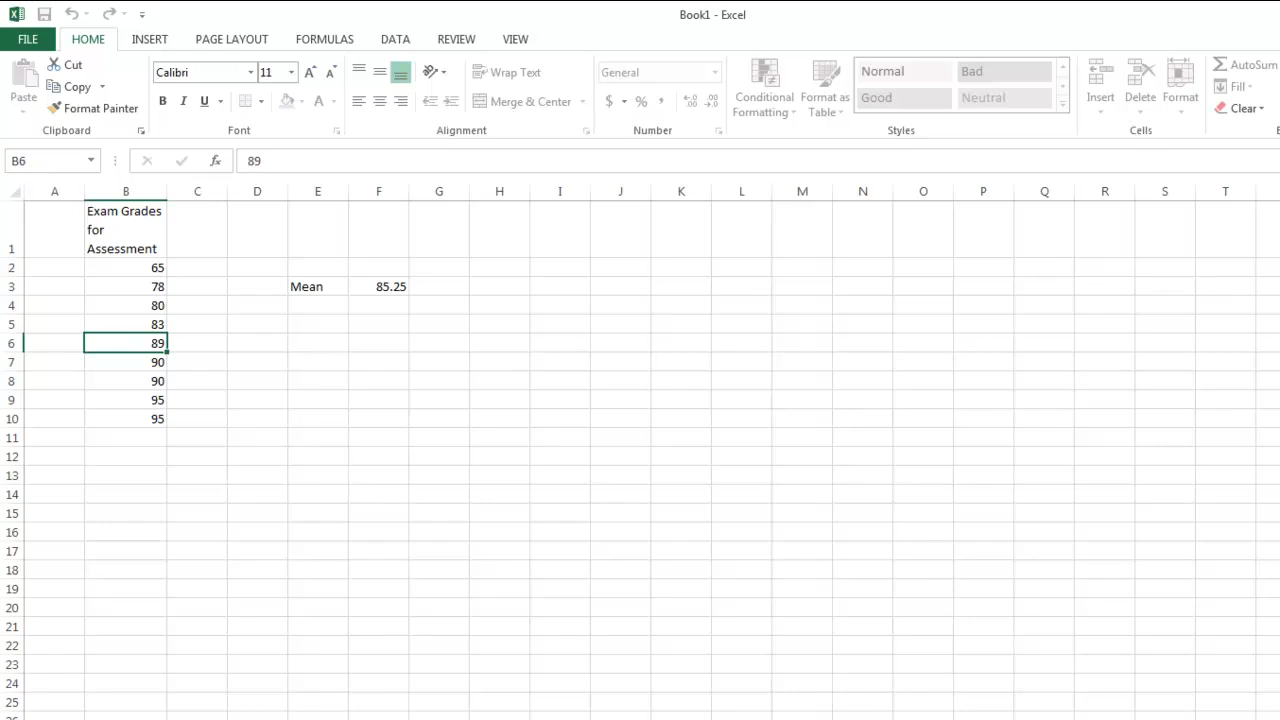 Book1 - Excel
FILE HOME INSERT PAGE LAYOUT FORMULAS DATA REVIEW VIEW
Cut
Copy
Format Painter
Paste
Clipboard
Calibri 11
A A
B I U A
Font
Wrap Text
Merge & Center
Alignment
General
$ % ,
Number
Conditional Formatting
Format as Table
Normal Bad
Good Neutral
Styles
Insert Delete Format
Cells
AutoSum
Fill
Clear
E
B6 fx 89
A B C D E F G H I J K L M N O P Q R S T
1 Exam Grades
for
Assessment
2 65
3 78 Mean 85.25
4 80
5 83
6 89
7 90
8 90
9 95
10 95
11
12
13
14
15
16
17
18
19
20
21
22
23
24
25